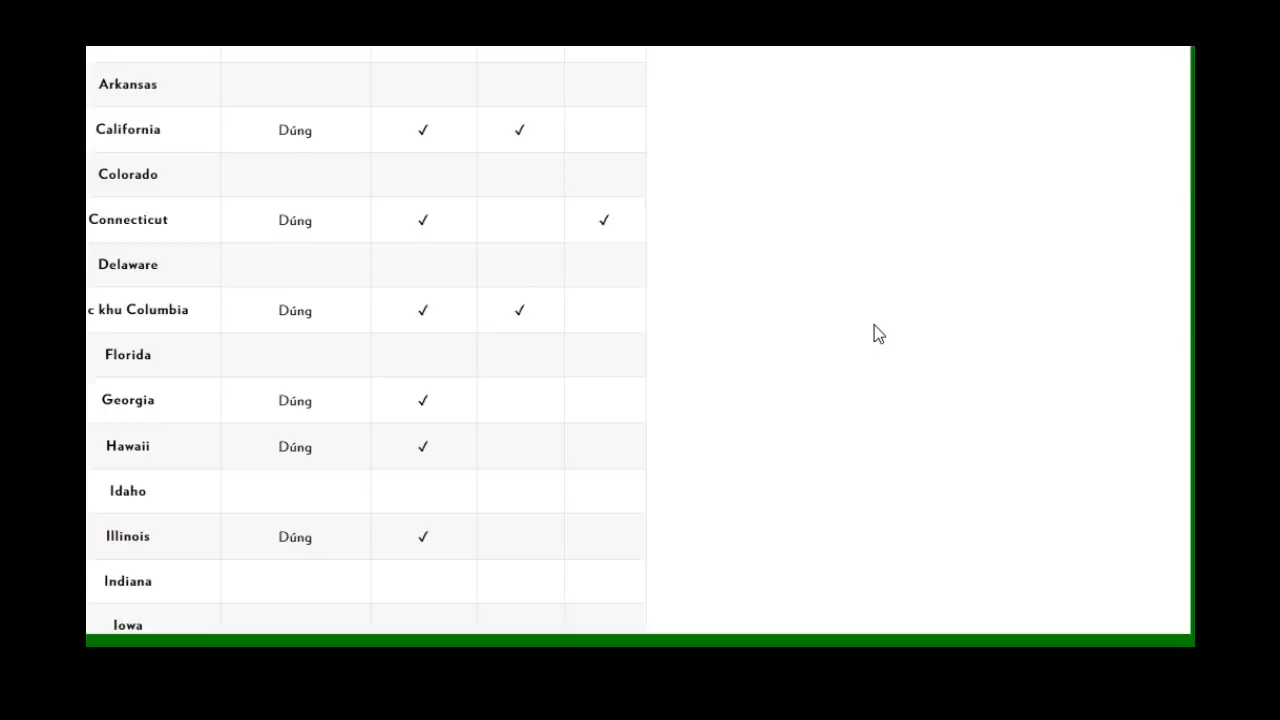 Arkansas
California Dúng ✓ ✓
Colorado
Connecticut Dúng ✓ ✓
Delaware
c khu Columbia Dúng ✓ ✓
Florida
Georgia Dúng ✓
Hawaii Dúng ✓
Idaho
Illinois Dúng ✓
Indiana
Iowa